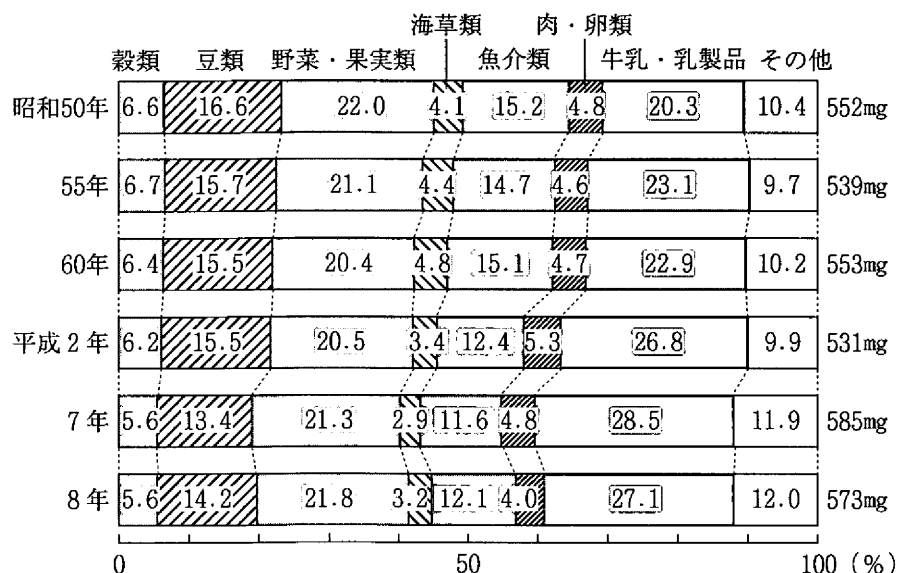 海草類 肉・卵類
穀類 豆類 野菜・果実類 魚介類 牛乳・乳製品 その他
昭和50年 6.6 16.6 22.0 4.1 15.2 4.8 20.3 10.4 552mg
55年 6.7 15.7 21.1 4.4 14.7 4.6 23.1 9.7 539mg
60年 6.4 15.5 20.4 4.8 15.1 4.7 22.9 10.2 553mg
平成2年 6.2 15.5 20.5 3.4 12.4 5.3 26.8 9.9 531mg
7年 5.6 13.4 21.3 2.9 11.6 4.8 28.5 11.9 585mg
8年 5.6 14.2 21.8 3.2 12.1 4.0 27.1 12.0 573mg
0 50 100 (%)